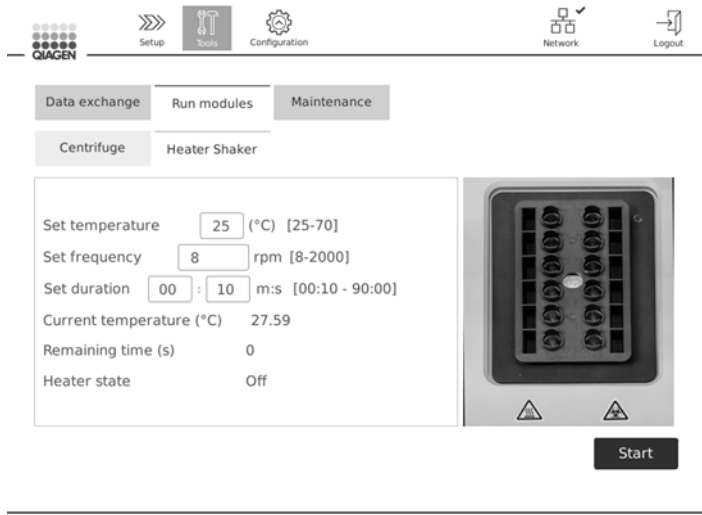 QIAGEN
Setup
Tools
Configuration
Network
Logout
Data exchange
Run modules
Maintenance
Centrifuge
Heater Shaker
Set temperature 25 (°C) [25-70]
Set frequency 8 rpm [8-2000]
Set duration 00 : 10 m:s [00:10 - 90:00]
Current temperature (°C) 27.59
Remaining time (s) 0
Heater state Off
Start